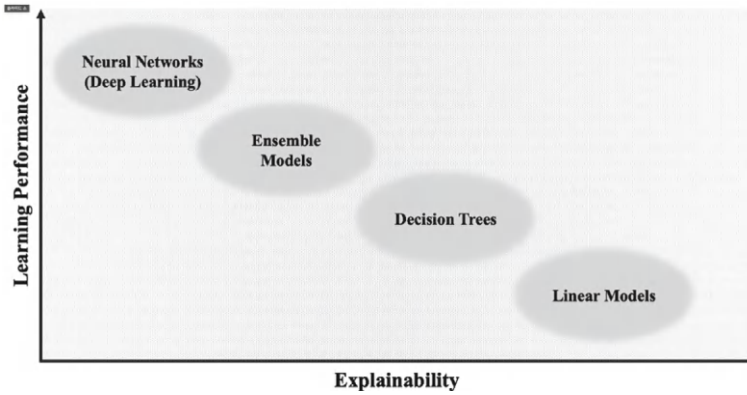 Neural Networks
(Deep Learning)
Ensemble
Models
Decision Trees
Linear Models
Learning Performance
Explainability